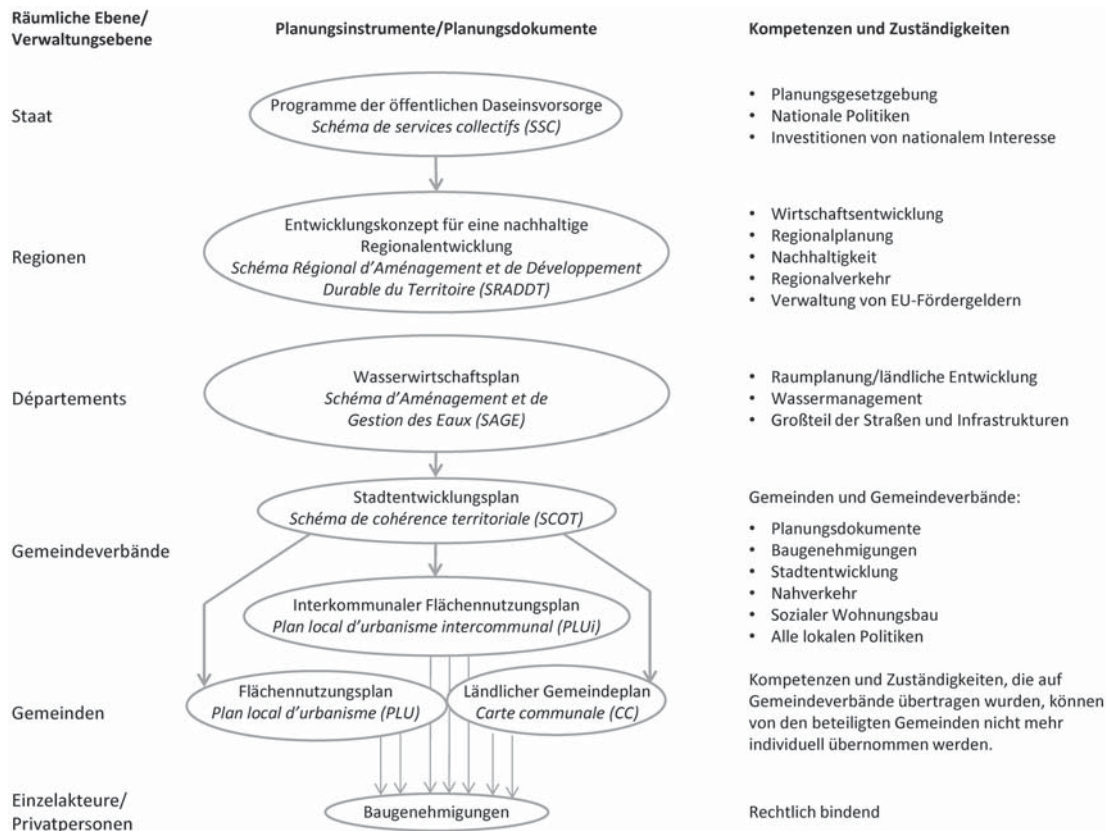 Räumliche Ebene/
Verwaltungsebene
Planungsinstrumente/Planungsdokumente
Kompetenzen und Zuständigkeiten
Staat
Programme der öffentlichen Daseinsvorsorge
Schéma de services collectifs (SSC)
• Planungsgesetzgebung
• Nationale Politiken
• Investitionen von nationalem Interesse
Regionen
Entwicklungskonzept für eine nachhaltige
Regionalentwicklung
Schéma Régional d’Aménagement et de Développement
Durable du Territoire (SRADDT)
• Wirtschaftsentwicklung
• Regionalplanung
• Nachhaltigkeit
• Regionalverkehr
• Verwaltung von EU-Fördergeldern
Départements
Wasserwirtschaftsplan
Schéma d’Aménagement et de
Gestion des Eaux (SAGE)
• Raumplanung/ländliche Entwicklung
• Wassermanagement
• Großteil der Straßen und Infrastrukturen
Gemeindeverbände
Stadtentwicklungsplan
Schéma de cohérence territoriale (SCOT)
Interkommunaler Flächennutzungsplan
Plan local d’urbanisme intercommunal (PLUi)
Gemeinden und Gemeindeverbände:
• Planungsdokumente
• Baugenehmigungen
• Stadtentwicklung
• Nahverkehr
• Sozialer Wohnungsbau
• Alle lokalen Politiken
Gemeinden
Flächennutzungsplan
Plan local d’urbanisme (PLU)
Ländlicher Gemeindeplan
Carte communale (CC)
Kompetenzen und Zuständigkeiten, die auf
Gemeindeverbände übertragen wurden, können
von den beteiligten Gemeinden nicht mehr
individuell übernommen werden.
Einzelakteure/
Privatpersonen
Baugenehmigungen
Rechtlich bindend